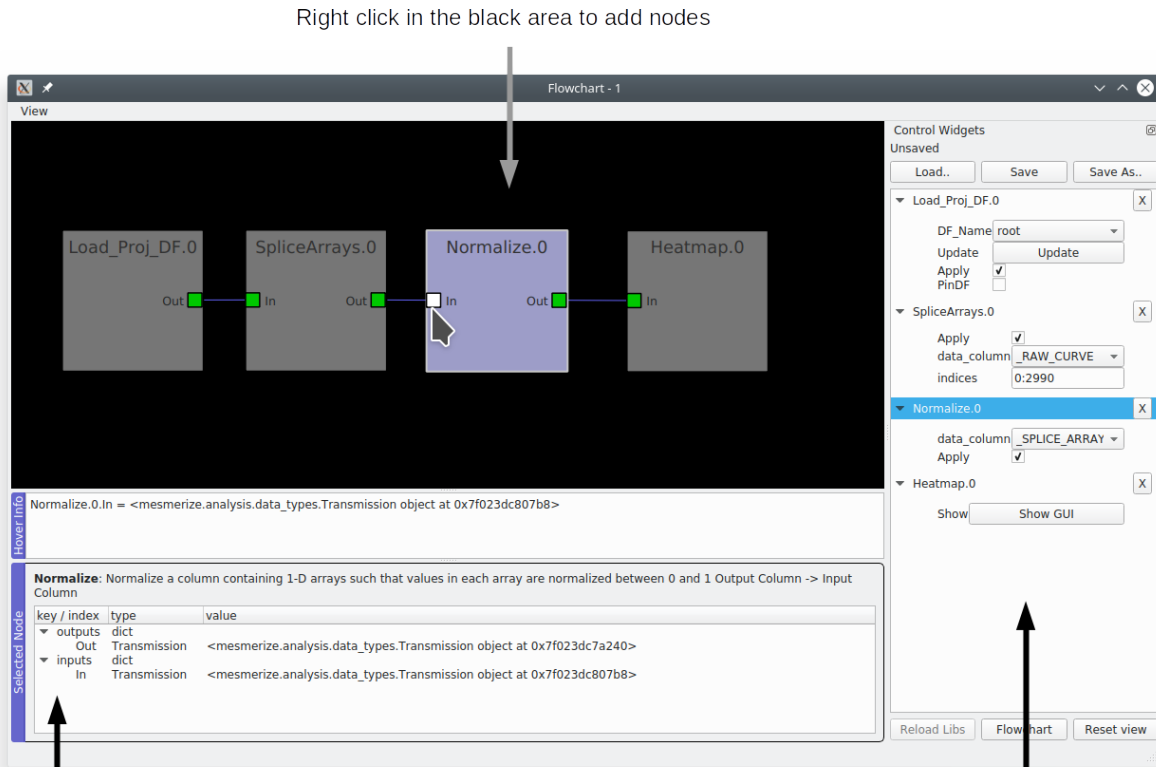 Right click in the black area to add nodes
Flowchart - 1
View
Load_Proj_DF.0
SpliceArrays.0
Normalize.0
Heatmap.0
Out
In
Out
In
Out
In
Control Widgets
Unsaved
Load..
Save
Save As..
Load_Proj_DF.0
X
DF_Name
root
Update
Update
Apply
PinDF
SpliceArrays.0
X
Apply
data_column
_RAW_CURVE
indices
0:2990
Normalize.0
X
data_column
_SPLICE_ARRAY
Apply
Heatmap.0
X
Show
Show GUI
Hover Info
Normalize.0.In = <mesmerize.analysis.data_types.Transmission object at 0x7f023dc807b8>
Selected Node
Normalize: Normalize a column containing 1-D arrays such that values in each array are normalized between 0 and 1 Output Column -> Input
Column
key / index type value
outputs dict
Out Transmission <mesmerize.analysis.data_types.Transmission object at 0x7f023dc7a240>
inputs dict
In Transmission <mesmerize.analysis.data_types.Transmission object at 0x7f023dc807b8>
Reload Libs
Flowchart
Reset view